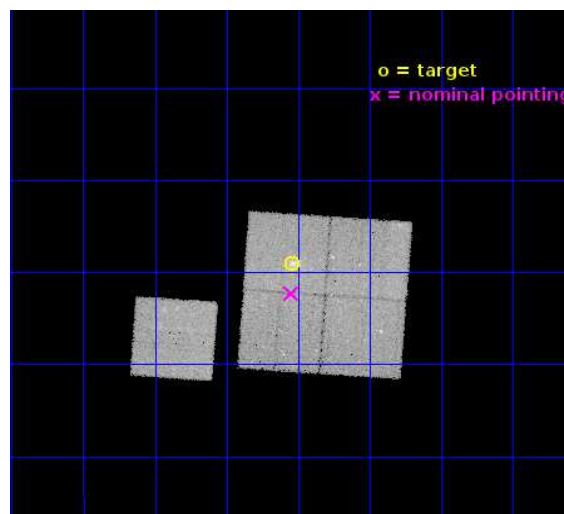 o = target
x = nominal pointing